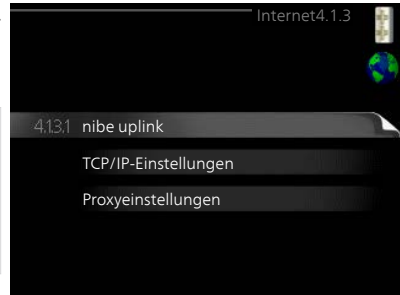 Internet4.1.3
4.1.3.1 nibe uplink
TCP/IP-Einstellungen
Proxyeinstellungen